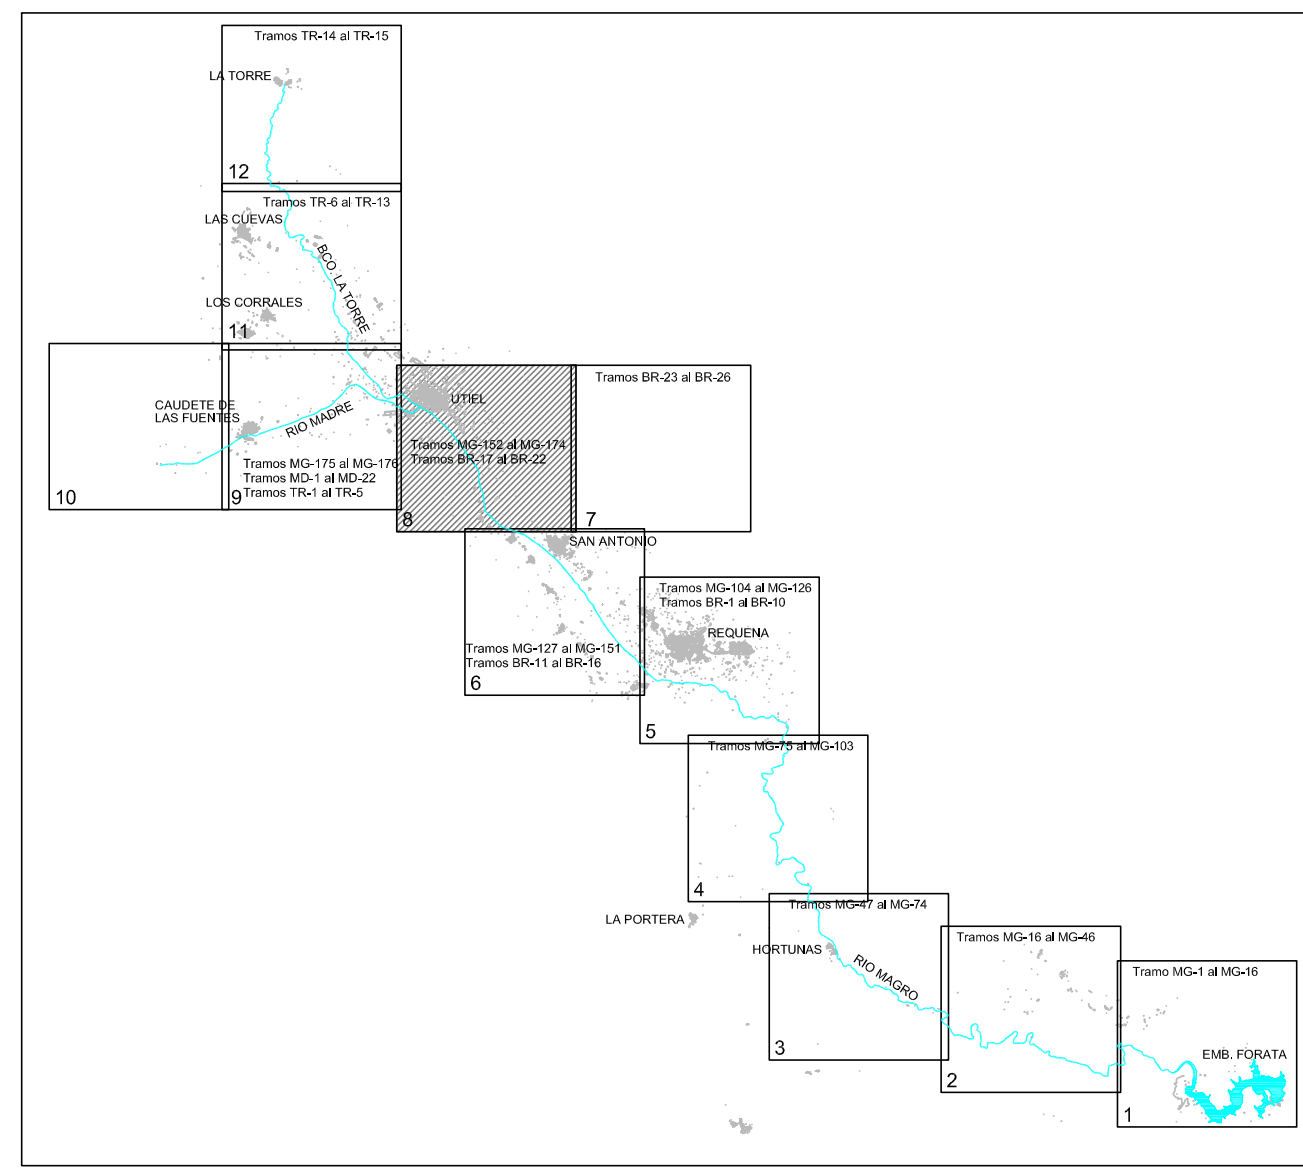 Tramos TR-14 al TR-15
LA TORRE
12
Tramos TR-6 al TR-13
LAS CUEVAS
BCO. LA TORRE
LOS CORRALES
11
Tramos BR-23 al BR-26
UTIEL
CAUDETE DE
LAS FUENTES
RIO MADRE
Tramos MG-152 al MG-174
Tramos BR-17 al BR-22
Tramos MG-175 al MG-176
Tramos MD-1 al MD-22
Tramos TR-1 al TR-5
10
9
8
7
SAN ANTONIO
Tramos MG-104 al MG-126
Tramos BR-1 al BR-10
REQUENA
Tramos MG-127 al MG-151
Tramos BR-11 al BR-16
6
5
Tramos MG-75 al MG-103
4
Tramos MG-47 al MG-74
LA PORTERA
HORTUNAS
RIO MAGRO
Tramos MG-16 al MG-46
Tramo MG-1 al MG-16
3
EMB. FORATA
2
1